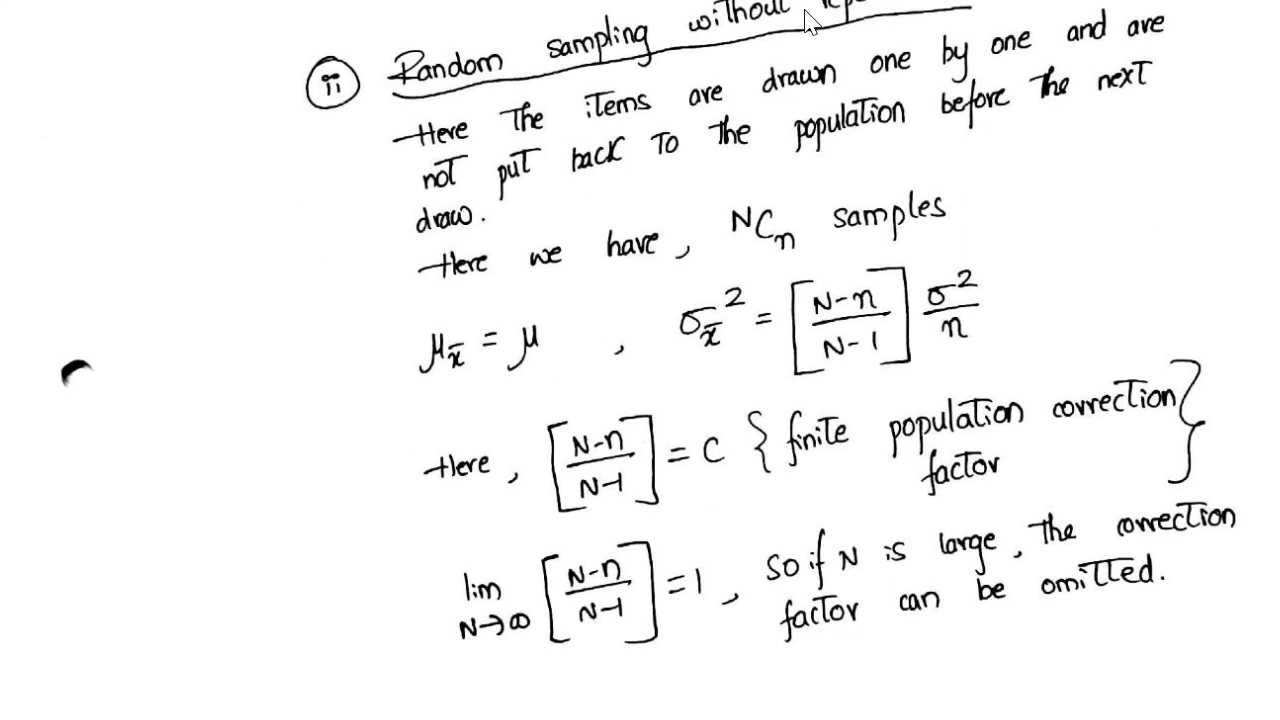 ii Random sampling without
Here The items are drawn one by one and are
not put back To The population before The next
draw.
Here we have, NCn samples
μx̄ = μ , σx̄² = [N-n / N-1] σ²/n
Here, [N-n / N-1] = C { finite population correction
factor }
lim N→∞ [N-n / N-1] = 1, So if N is large, The correction
factor can be omitted.